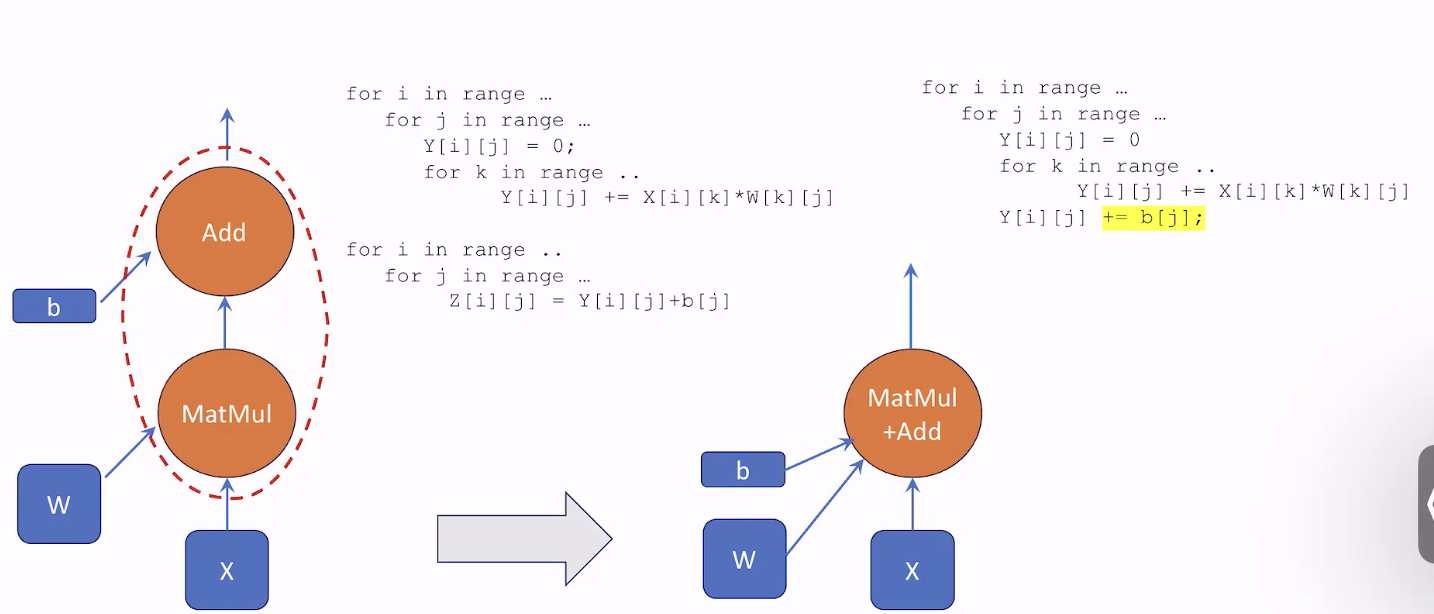 for i in range …
for j in range …
Y[i][j] = 0;
for k in range ..
Y[i][j] += X[i][k]*W[k][j]
for i in range ..
for j in range …
Z[i][j] = Y[i][j]+b[j]
Add
b
MatMul
W
X
for i in range …
for j in range …
Y[i][j] = 0
for k in range ..
Y[i][j] += X[i][k]*W[k][j]
Y[i][j] += b[j];
MatMul
+Add
b
W
X